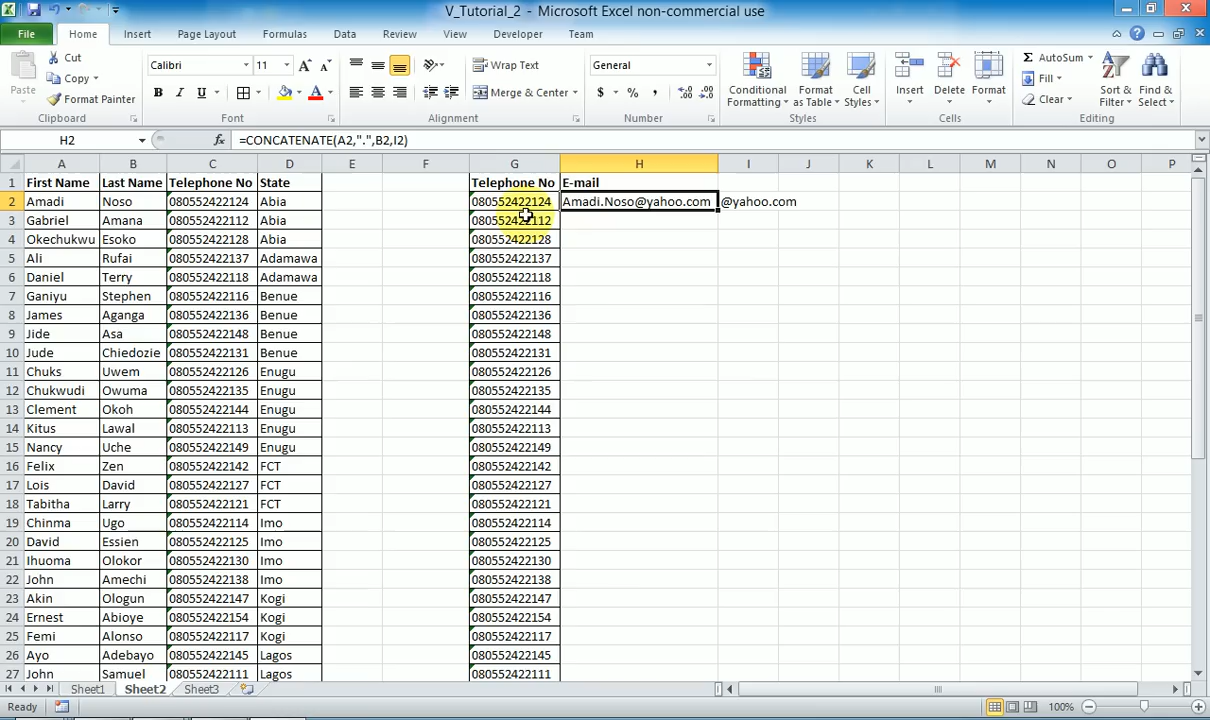 V_Tutorial_2 - Microsoft Excel non-commercial use
File Home Insert Page Layout Formulas Data Review View Developer Team
Paste Cut Copy Format Painter Clipboard
Calibri 11 B I U A A A Font
Wrap Text Merge & Center Alignment
General $ % , Number
Conditional Formatting Format as Table Cell Styles Styles
Insert Delete Format Cells
AutoSum Fill Clear Sort & Filter Find & Select Editing
H2 fx =CONCATENATE(A2,".",B2,I2)
A B C D E F G H I J K L M N O P
1 First Name Last Name Telephone No State Telephone No E-mail
2 Amadi Noso 080552422124 Abia 080552422124 Amadi.Noso@yahoo.com @yahoo.com
3 Gabriel Amana 080552422112 Abia 080552422112
4 Okechukwu Esoko 080552422128 Abia 080552422128
5 Ali Rufai 080552422137 Adamawa 080552422137
6 Daniel Terry 080552422118 Adamawa 080552422118
7 Ganiyu Stephen 080552422116 Benue 080552422116
8 James Aganga 080552422136 Benue 080552422136
9 Jide Asa 080552422148 Benue 080552422148
10 Jude Chiedozie 080552422131 Benue 080552422131
11 Chuks Uwem 080552422126 Enugu 080552422126
12 Chukwudi Owuma 080552422135 Enugu 080552422135
13 Clement Okoh 080552422144 Enugu 080552422144
14 Kitus Lawal 080552422113 Enugu 080552422113
15 Nancy Uche 080552422149 Enugu 080552422149
16 Felix Zen 080552422142 FCT 080552422142
17 Lois David 080552422127 FCT 080552422127
18 Tabitha Larry 080552422121 FCT 080552422121
19 Chinma Ugo 080552422114 Imo 080552422114
20 David Essien 080552422125 Imo 080552422125
21 Ihuoma Olokor 080552422130 Imo 080552422130
22 John Amechi 080552422138 Imo 080552422138
23 Akin Ologun 080552422147 Kogi 080552422147
24 Ernest Abioye 080552422154 Kogi 080552422154
25 Femi Alonso 080552422117 Kogi 080552422117
26 Ayo Adebayo 080552422145 Lagos 080552422145
27 John Samuel 080552422111 Lagos 080552422111
Sheet1 Sheet2 Sheet3
Ready 100%